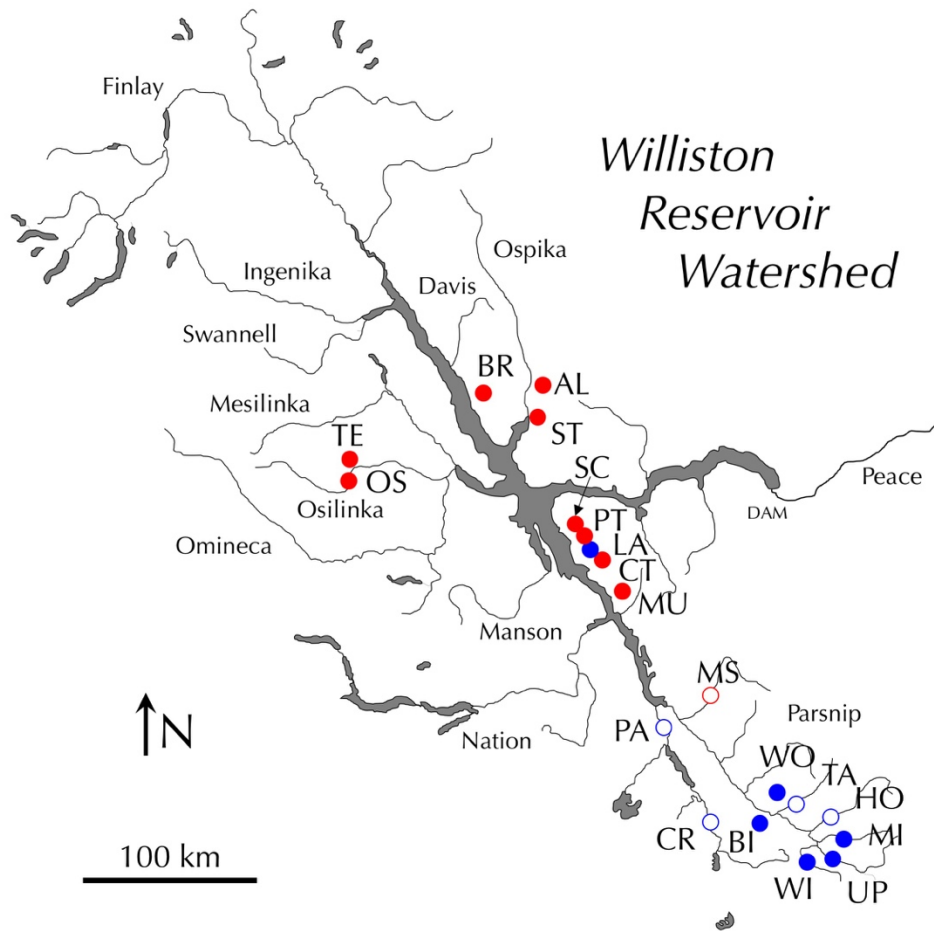 Finlay
Williston
Reservoir
Watershed
Ospika
Ingenika
Davis
Swannell
BR
AL
Mesilinka
ST
TE
SC
OS
Peace
Osilinka
DAM
PT
Omineca
LA
CT
MU
Manson
MS
N
PA
Parsnip
Nation
WO
TA
HO
CR
BI
MI
100 km
WI
UP